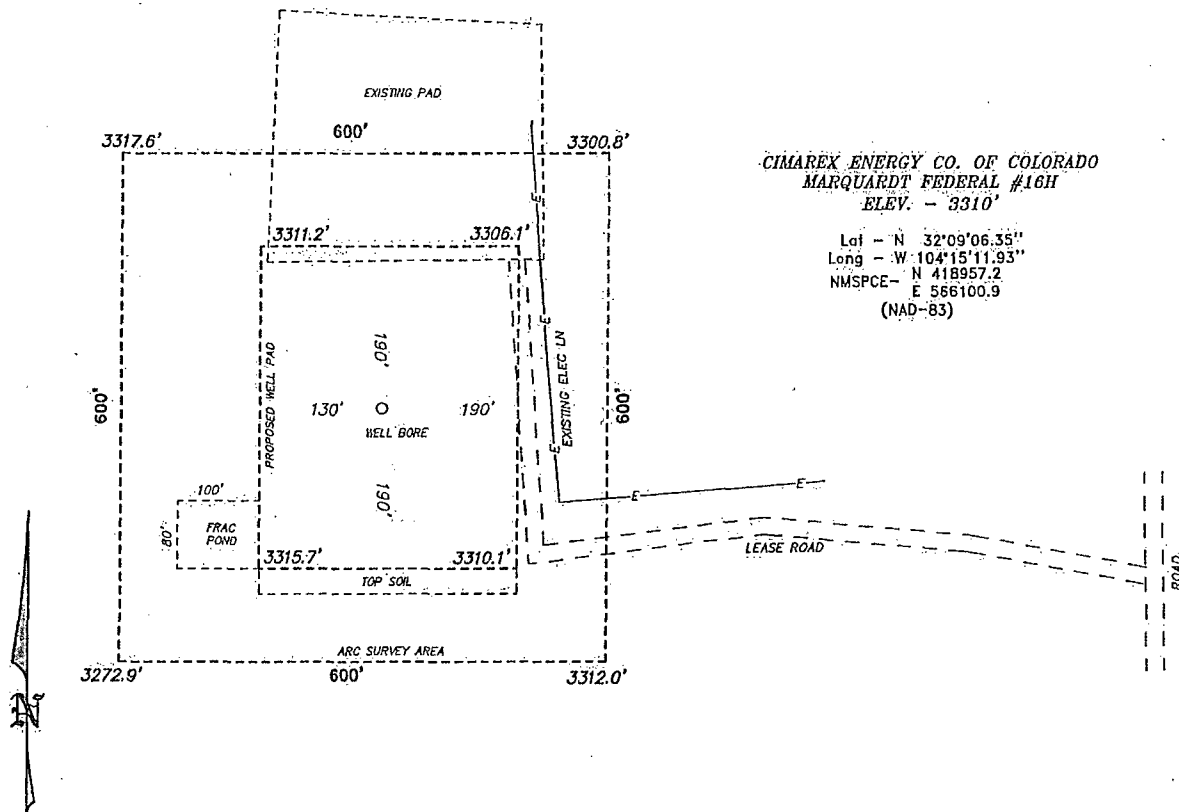 EXISTING PAD
600'
3317.6'
3300.8'
CIMAREX ENERGY CO. OF COLORADO
MARQUARDT FEDERAL #16H
ELEV. - 3310'
Lat - N 32°09'06.35"
Long - W 104°15'11.93"
NMSPCE- N 418957.2
E 566100.9
(NAD-83)
3311.2'
3306.1'
E
E
E
E
E
EXISTING ELEC LN
PROPOSED WELL PAD
190'
130'
190'
WELL BORE
190'
600'
600'
100'
80'
FRAC
POND
3315.7'
3310.1'
TOP SOIL
LEASE ROAD
ROAD
ARC SURVEY AREA
3272.9'
600'
3312.0'
N